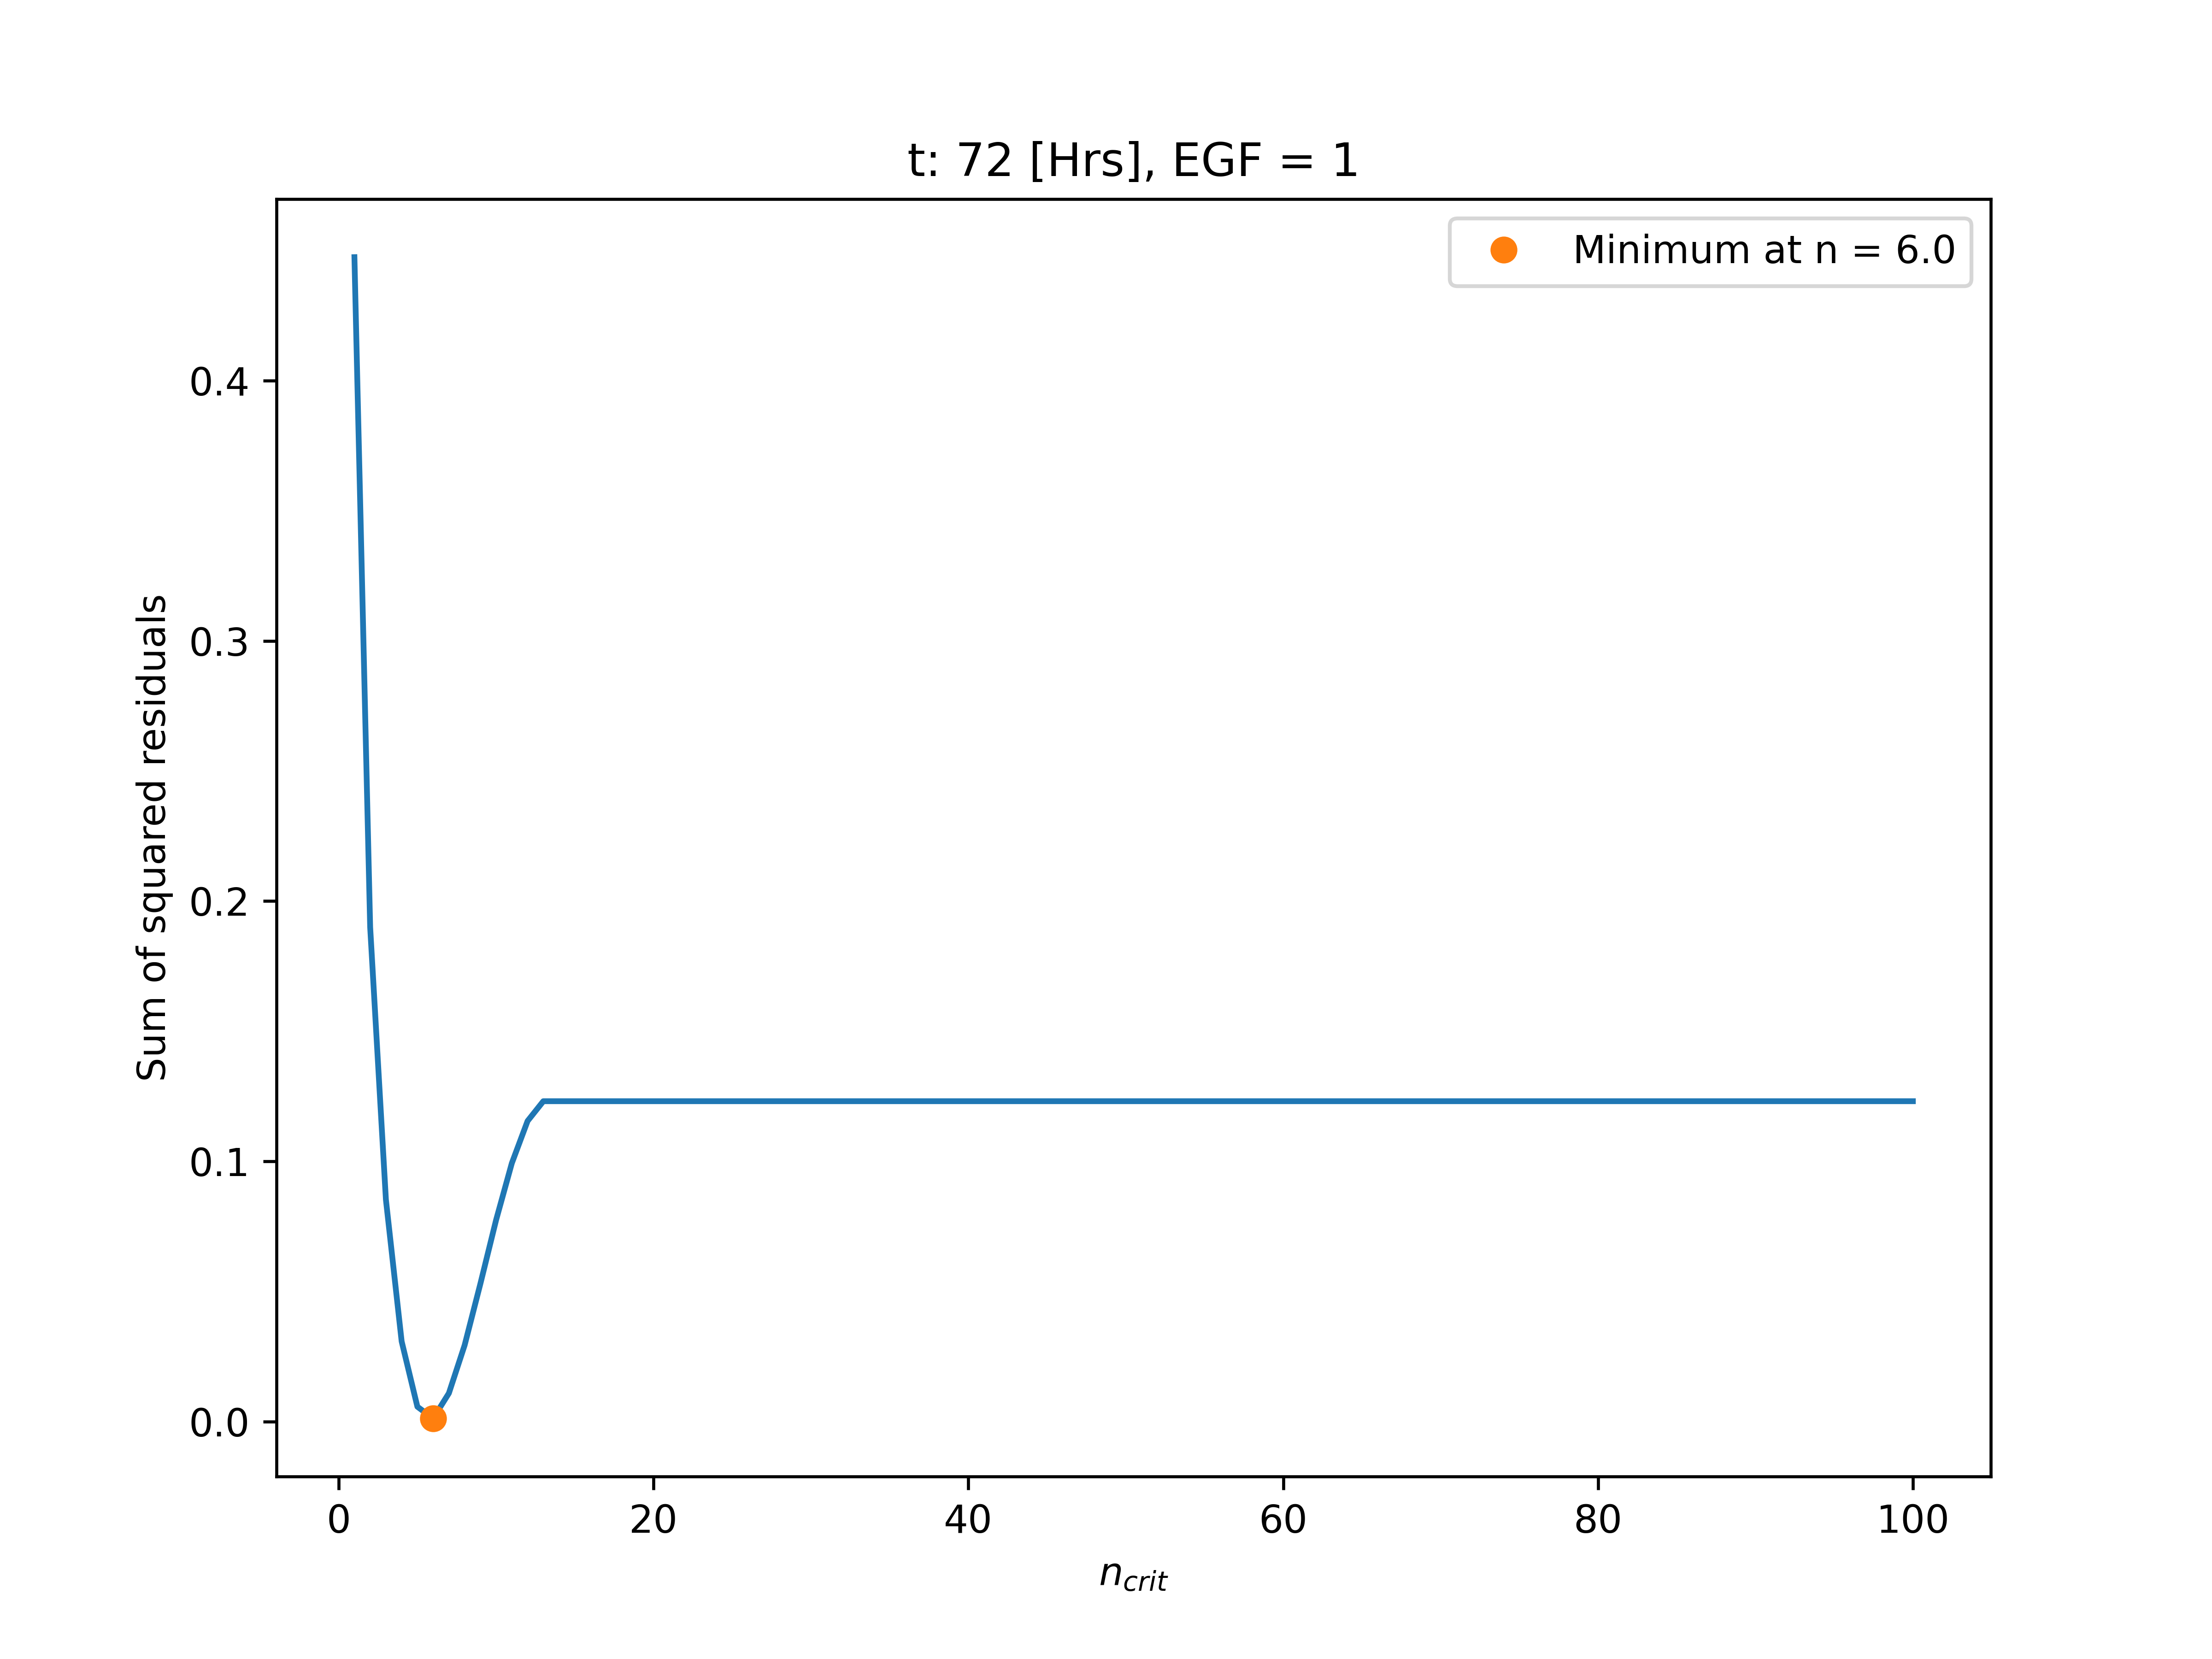 t: 72 [Hrs], EGF = 1
Minimum at n = 6.0
Sum of squared residuals
0.4
0.3
0.2
0.1
0.0
0 20 40 60 80 100
n_crit